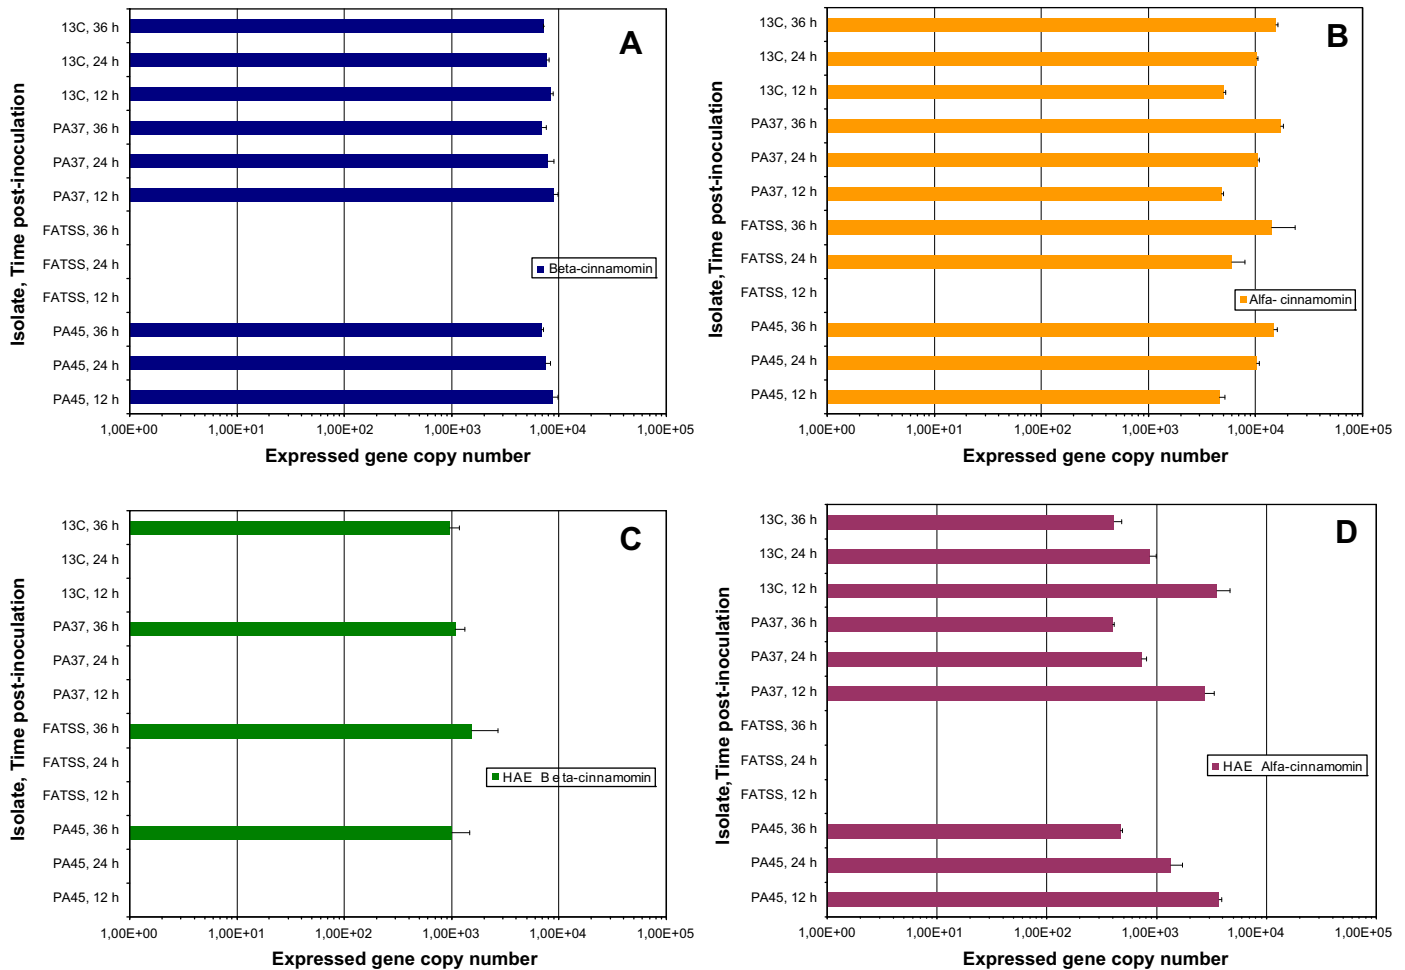 A
Isolate, Time post-inoculation
13C, 36 h
13C, 24 h
13C, 12 h
PA37, 36 h
PA37, 24 h
PA37, 12 h
FATSS, 36 h
FATSS, 24 h
FATSS, 12 h
PA45, 36 h
PA45, 24 h
PA45, 12 h
Beta-cinnamomin
1,00E+00 1,00E+01 1,00E+02 1,00E+03 1,00E+04 1,00E+05
Expressed gene copy number
B
Isolate,Time post-inoculation
13C, 36 h
13C, 24 h
13C, 12 h
PA37, 36 h
PA37, 24 h
PA37, 12 h
FATSS, 36 h
FATSS, 24 h
FATSS, 12 h
PA45, 36 h
PA45, 24 h
PA45, 12 h
Alfa- cinnamomin
1,00E+00 1,00E+01 1,00E+02 1,00E+03 1,00E+04 1,00E+05
Expressed gene copy number
C
Isolate, Time post-inoculation
13C, 36 h
13C, 24 h
13C, 12 h
PA37, 36 h
PA37, 24 h
PA37, 12 h
FATSS, 36 h
FATSS, 24 h
FATSS, 12 h
PA45, 36 h
PA45, 24 h
PA45, 12 h
HAE Beta-cinnamomin
1,00E+00 1,00E+01 1,00E+02 1,00E+03 1,00E+04 1,00E+05
Expressed gene copy number
D
Isolate,Time post-inoculation
13C, 36 h
13C, 24 h
13C, 12 h
PA37, 36 h
PA37, 24 h
PA37, 12 h
FATSS, 36 h
FATSS, 24 h
FATSS, 12 h
PA45, 36 h
PA45, 24 h
PA45, 12 h
HAE Alfa-cinnamomin
1,00E+00 1,00E+01 1,00E+02 1,00E+03 1,00E+04 1,00E+05
Expressed gene copy number